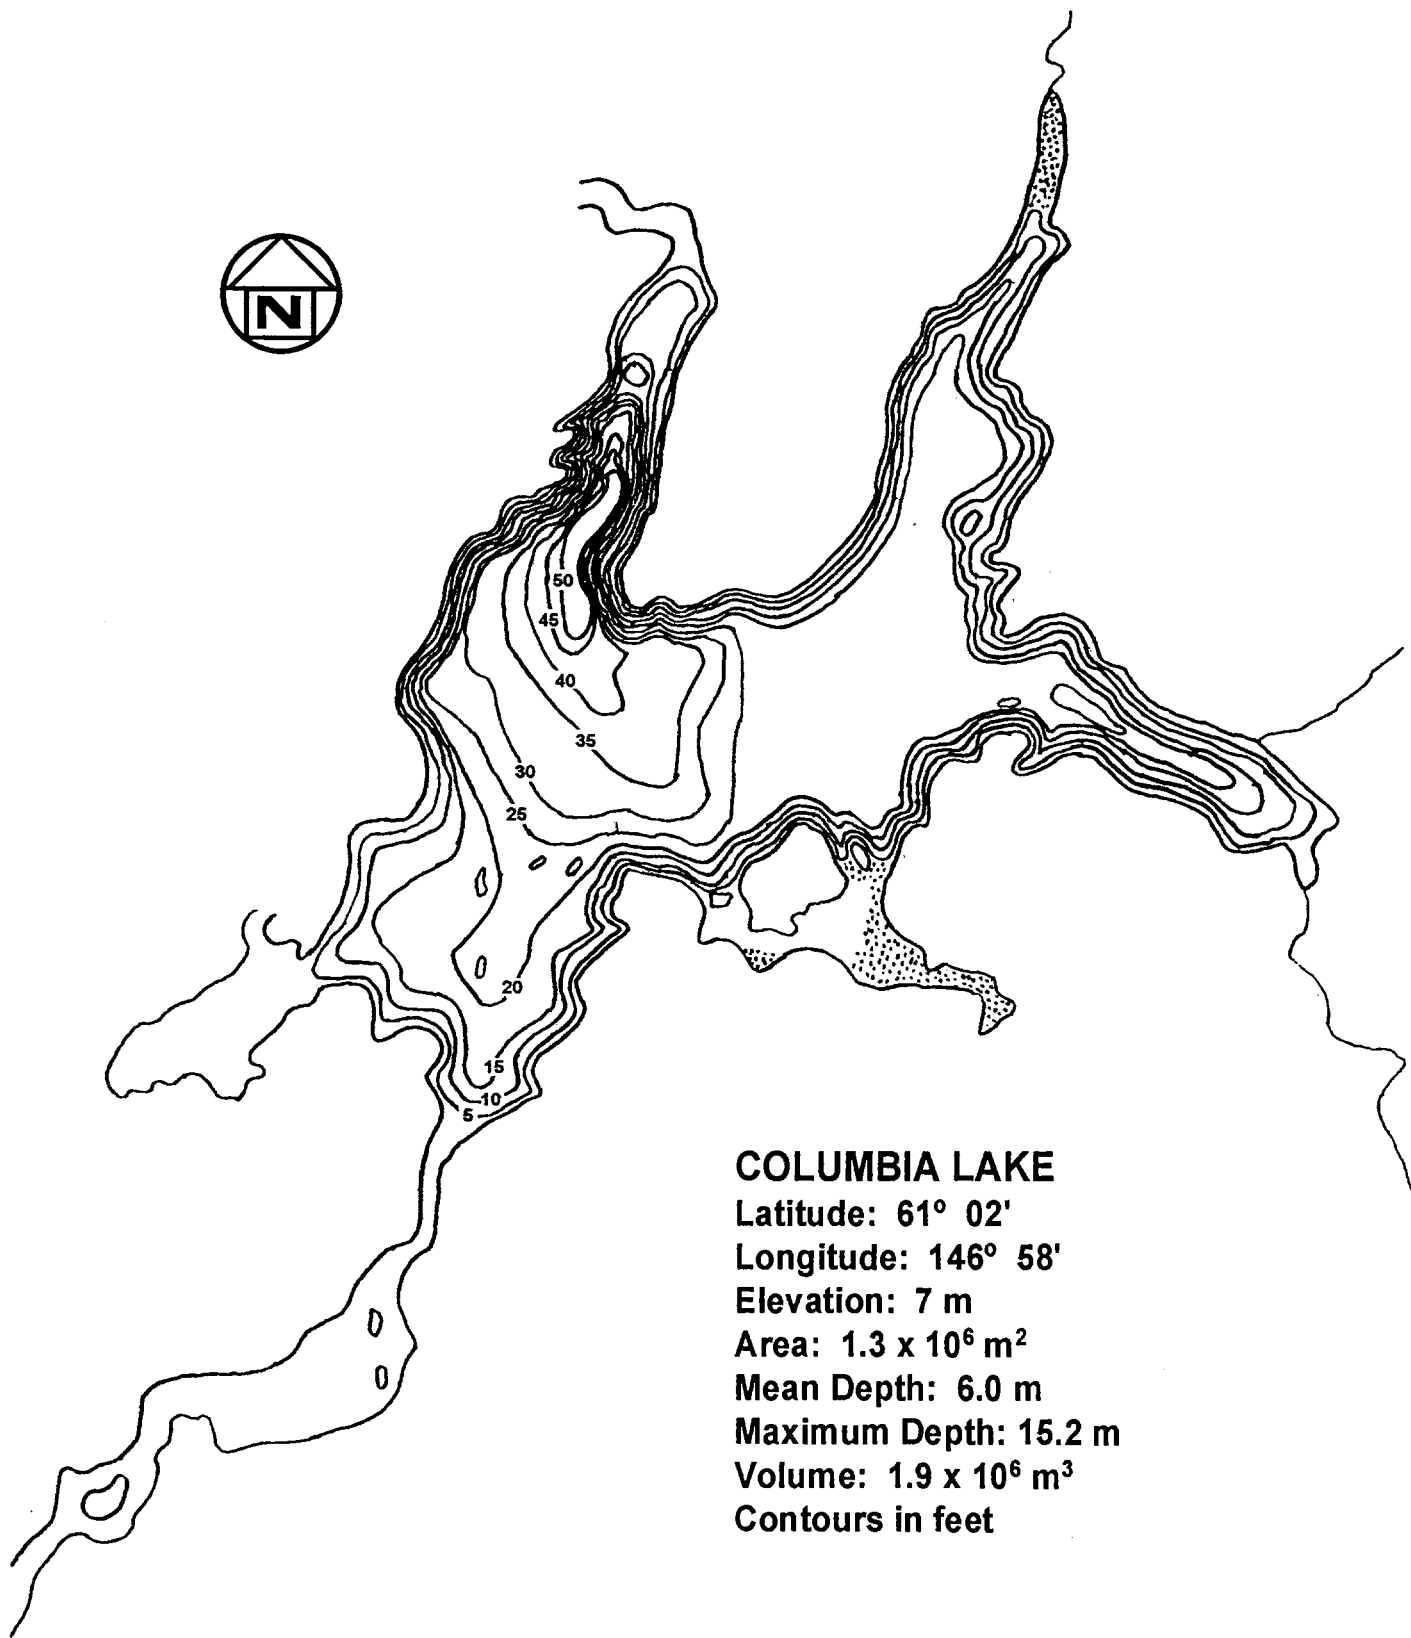 N
50
45
40
35
30
25
20
15
10
5
COLUMBIA LAKE
Latitude: 61º 02'
Longitude: 146º 58'
Elevation: 7 m
Area: 1.3 x 10⁶ m²
Mean Depth: 6.0 m
Maximum Depth: 15.2 m
Volume: 1.9 x 10⁶ m³
Contours in feet